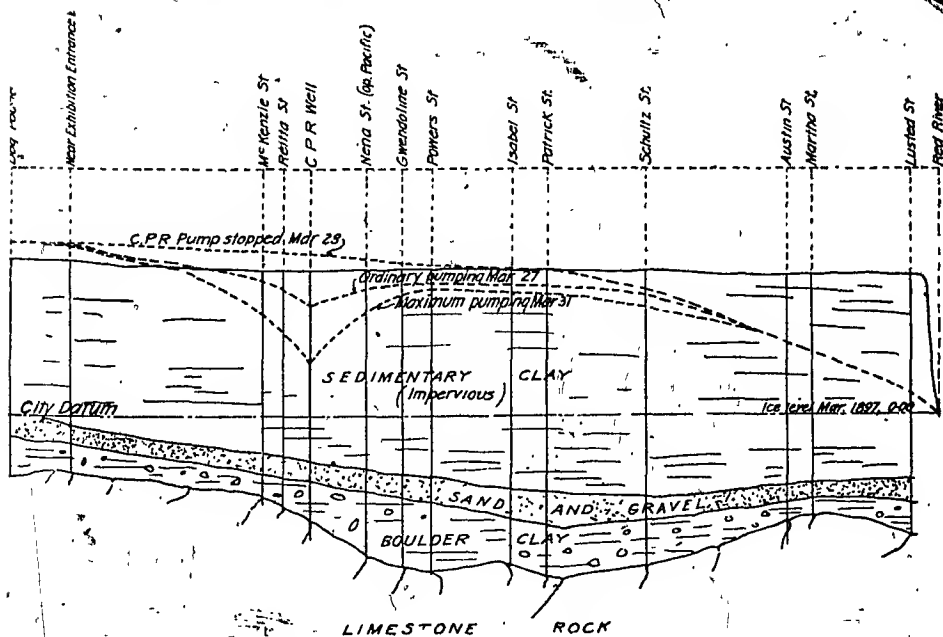 Near Exhibition Entrance
McKenzie St
Reitta St
C P R Well
Nena St. (op. Pacific)
Gwendoline St
Powers St
Isabel St
Patrick St.
Schultz St.
Austin St
Martha St.
Lusted St
Red River
C.P.R Pump stopped, Mar 29
Ordinary pumping Mar. 27
Maximum pumping Mar 31
SEDIMENTARY CLAY
(Impervious)
City Datum
Ice level Mar. 1897, 0.00
SAND AND GRAVEL
BOULDER CLAY
LIMESTONE ROCK